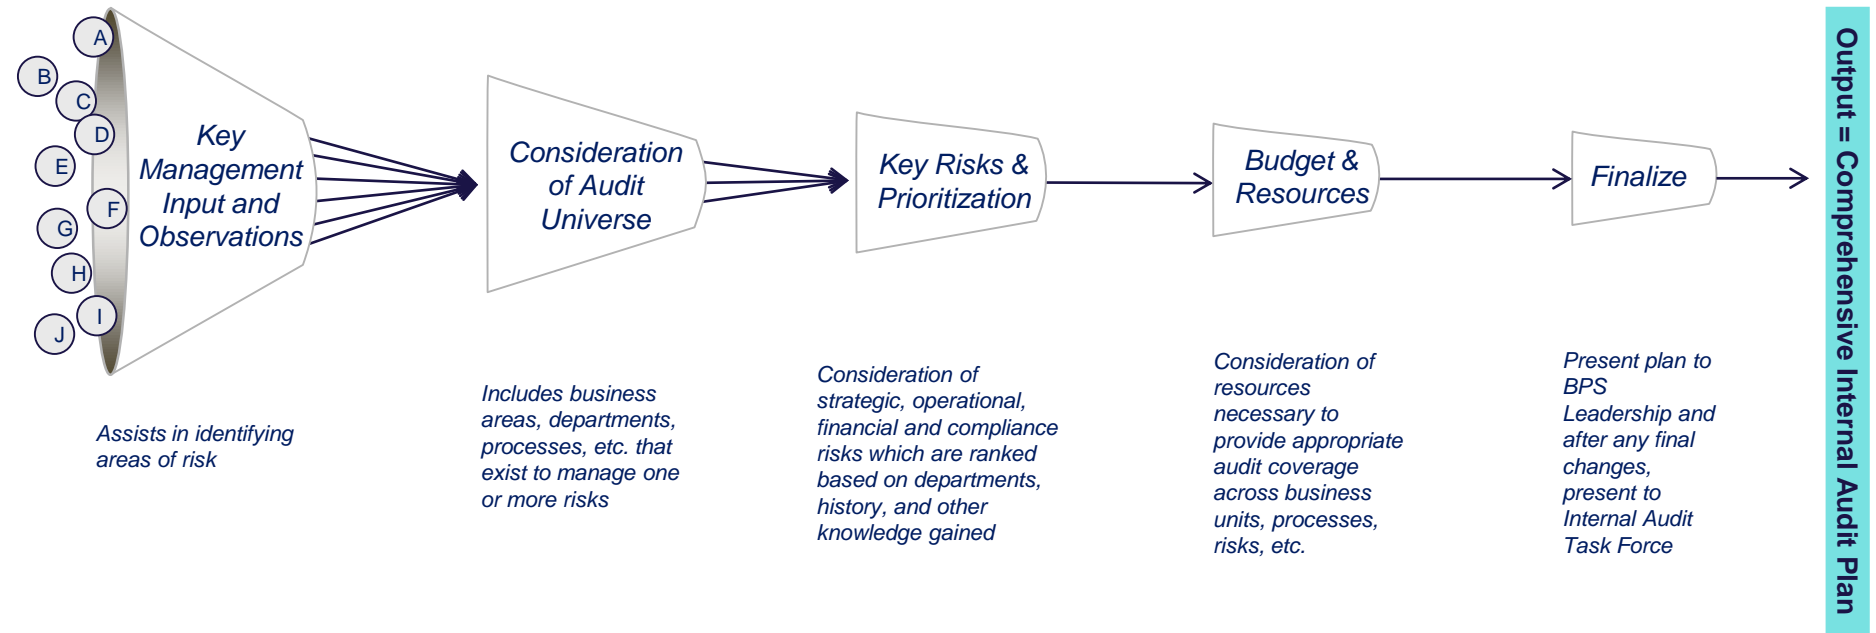 A
B
C
D
E
F
G
H
I
J
Key
Management
Input and
Observations
Assists in identifying
areas of risk
Consideration
of Audit
Universe
Includes business
areas, departments,
processes, etc. that
exist to manage one
or more risks
Key Risks &
Prioritization
Consideration of
strategic, operational,
financial and compliance
risks which are ranked
based on departments,
history, and other
knowledge gained
Budget &
Resources
Consideration of
resources
necessary to
provide appropriate
audit coverage
across business
units, processes,
risks, etc.
Finalize
Present plan to
BPS
Leadership and
after any final
changes,
present to
Internal Audit
Task Force
Output = Comprehensive Internal Audit Plan